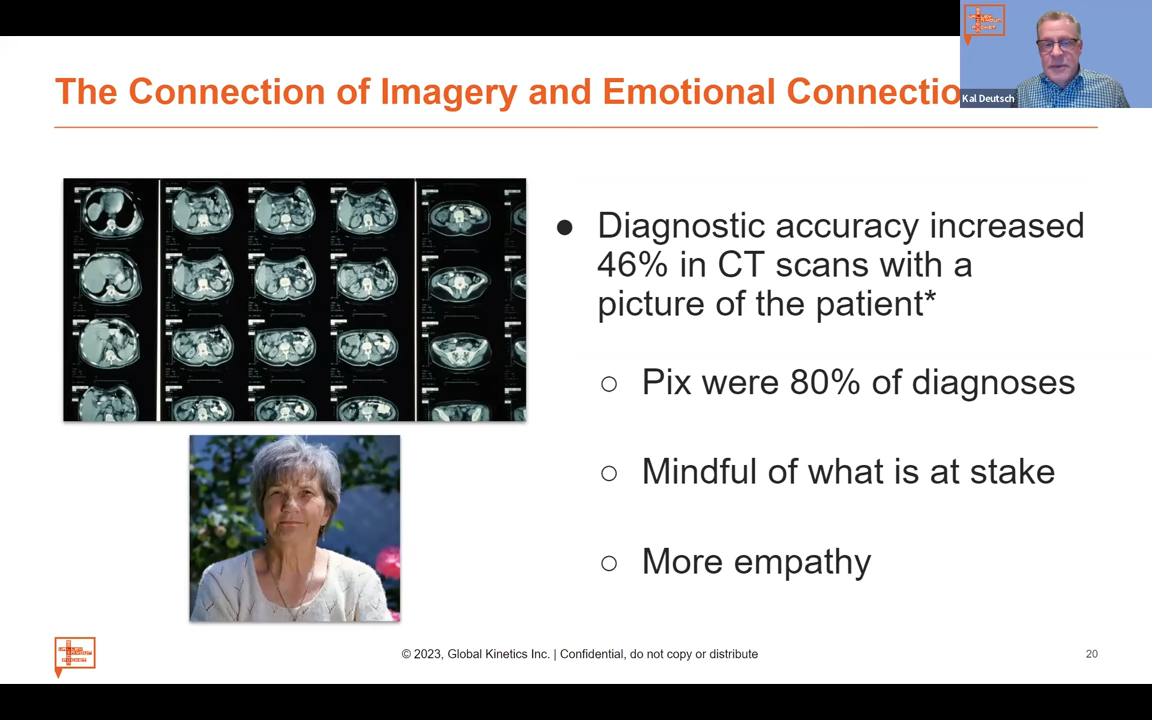 The Connection of Imagery and Emotional Connectio
Kal Deutsch
● Diagnostic accuracy increased
46% in CT scans with a
picture of the patient*
○ Pix were 80% of diagnoses
○ Mindful of what is at stake
○ More empathy
© 2023, Global Kinetics Inc. | Confidential, do not copy or distribute
20